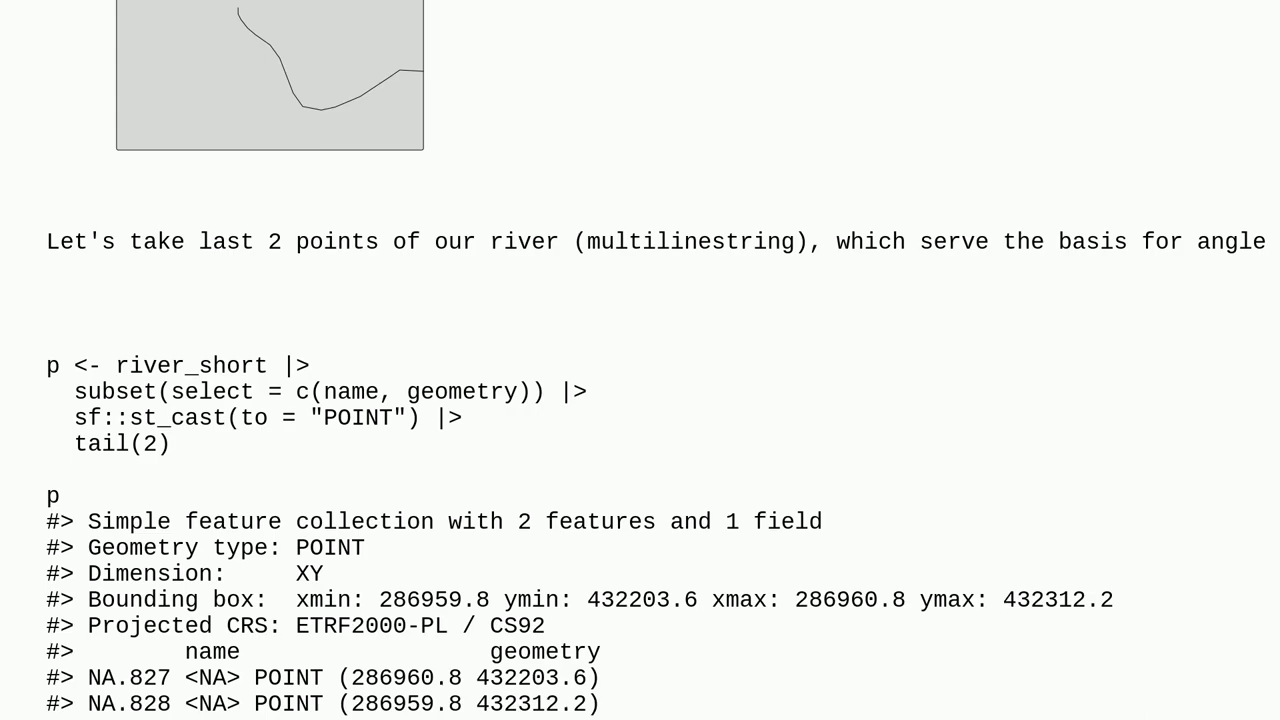 Let's take last 2 points of our river (multilinestring), which serve the basis for angle
p <- river_short |>
  subset(select = c(name, geometry)) |>
  sf::st_cast(to = "POINT") |>
  tail(2)
p
#> Simple feature collection with 2 features and 1 field
#> Geometry type: POINT
#> Dimension:     XY
#> Bounding box:  xmin: 286959.8 ymin: 432203.6 xmax: 286960.8 ymax: 432312.2
#> Projected CRS: ETRF2000-PL / CS92
#>        name                  geometry
#> NA.827 <NA> POINT (286960.8 432203.6)
#> NA.828 <NA> POINT (286959.8 432312.2)